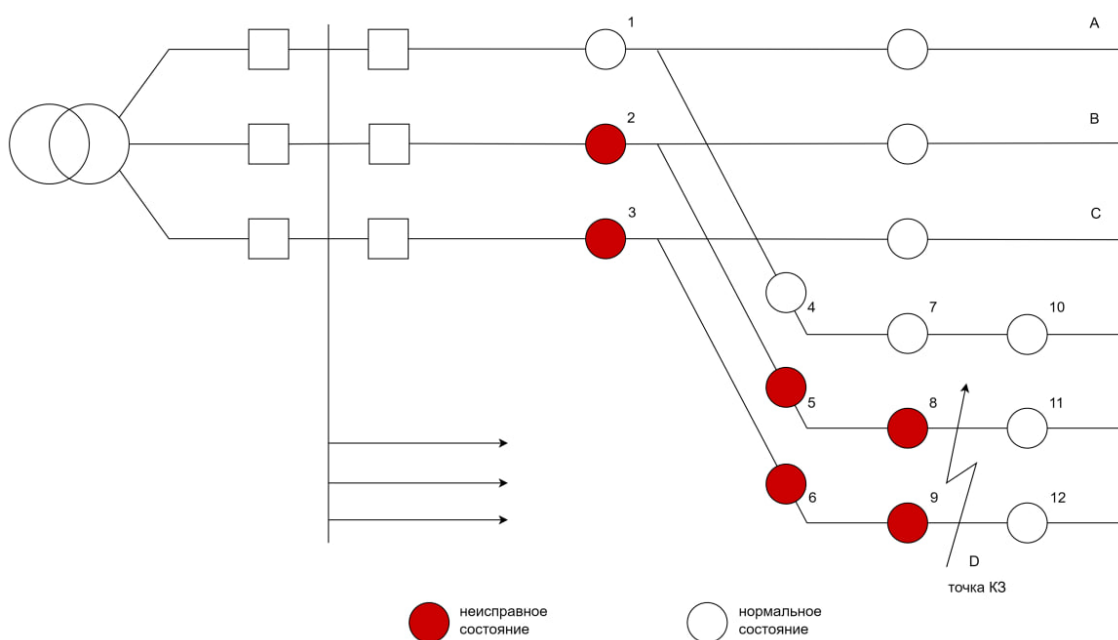 1
A
2
B
3
C
4
7
10
5
8
11
6
9
12
D
точка КЗ
неисправное
состояние
нормальное
состояние